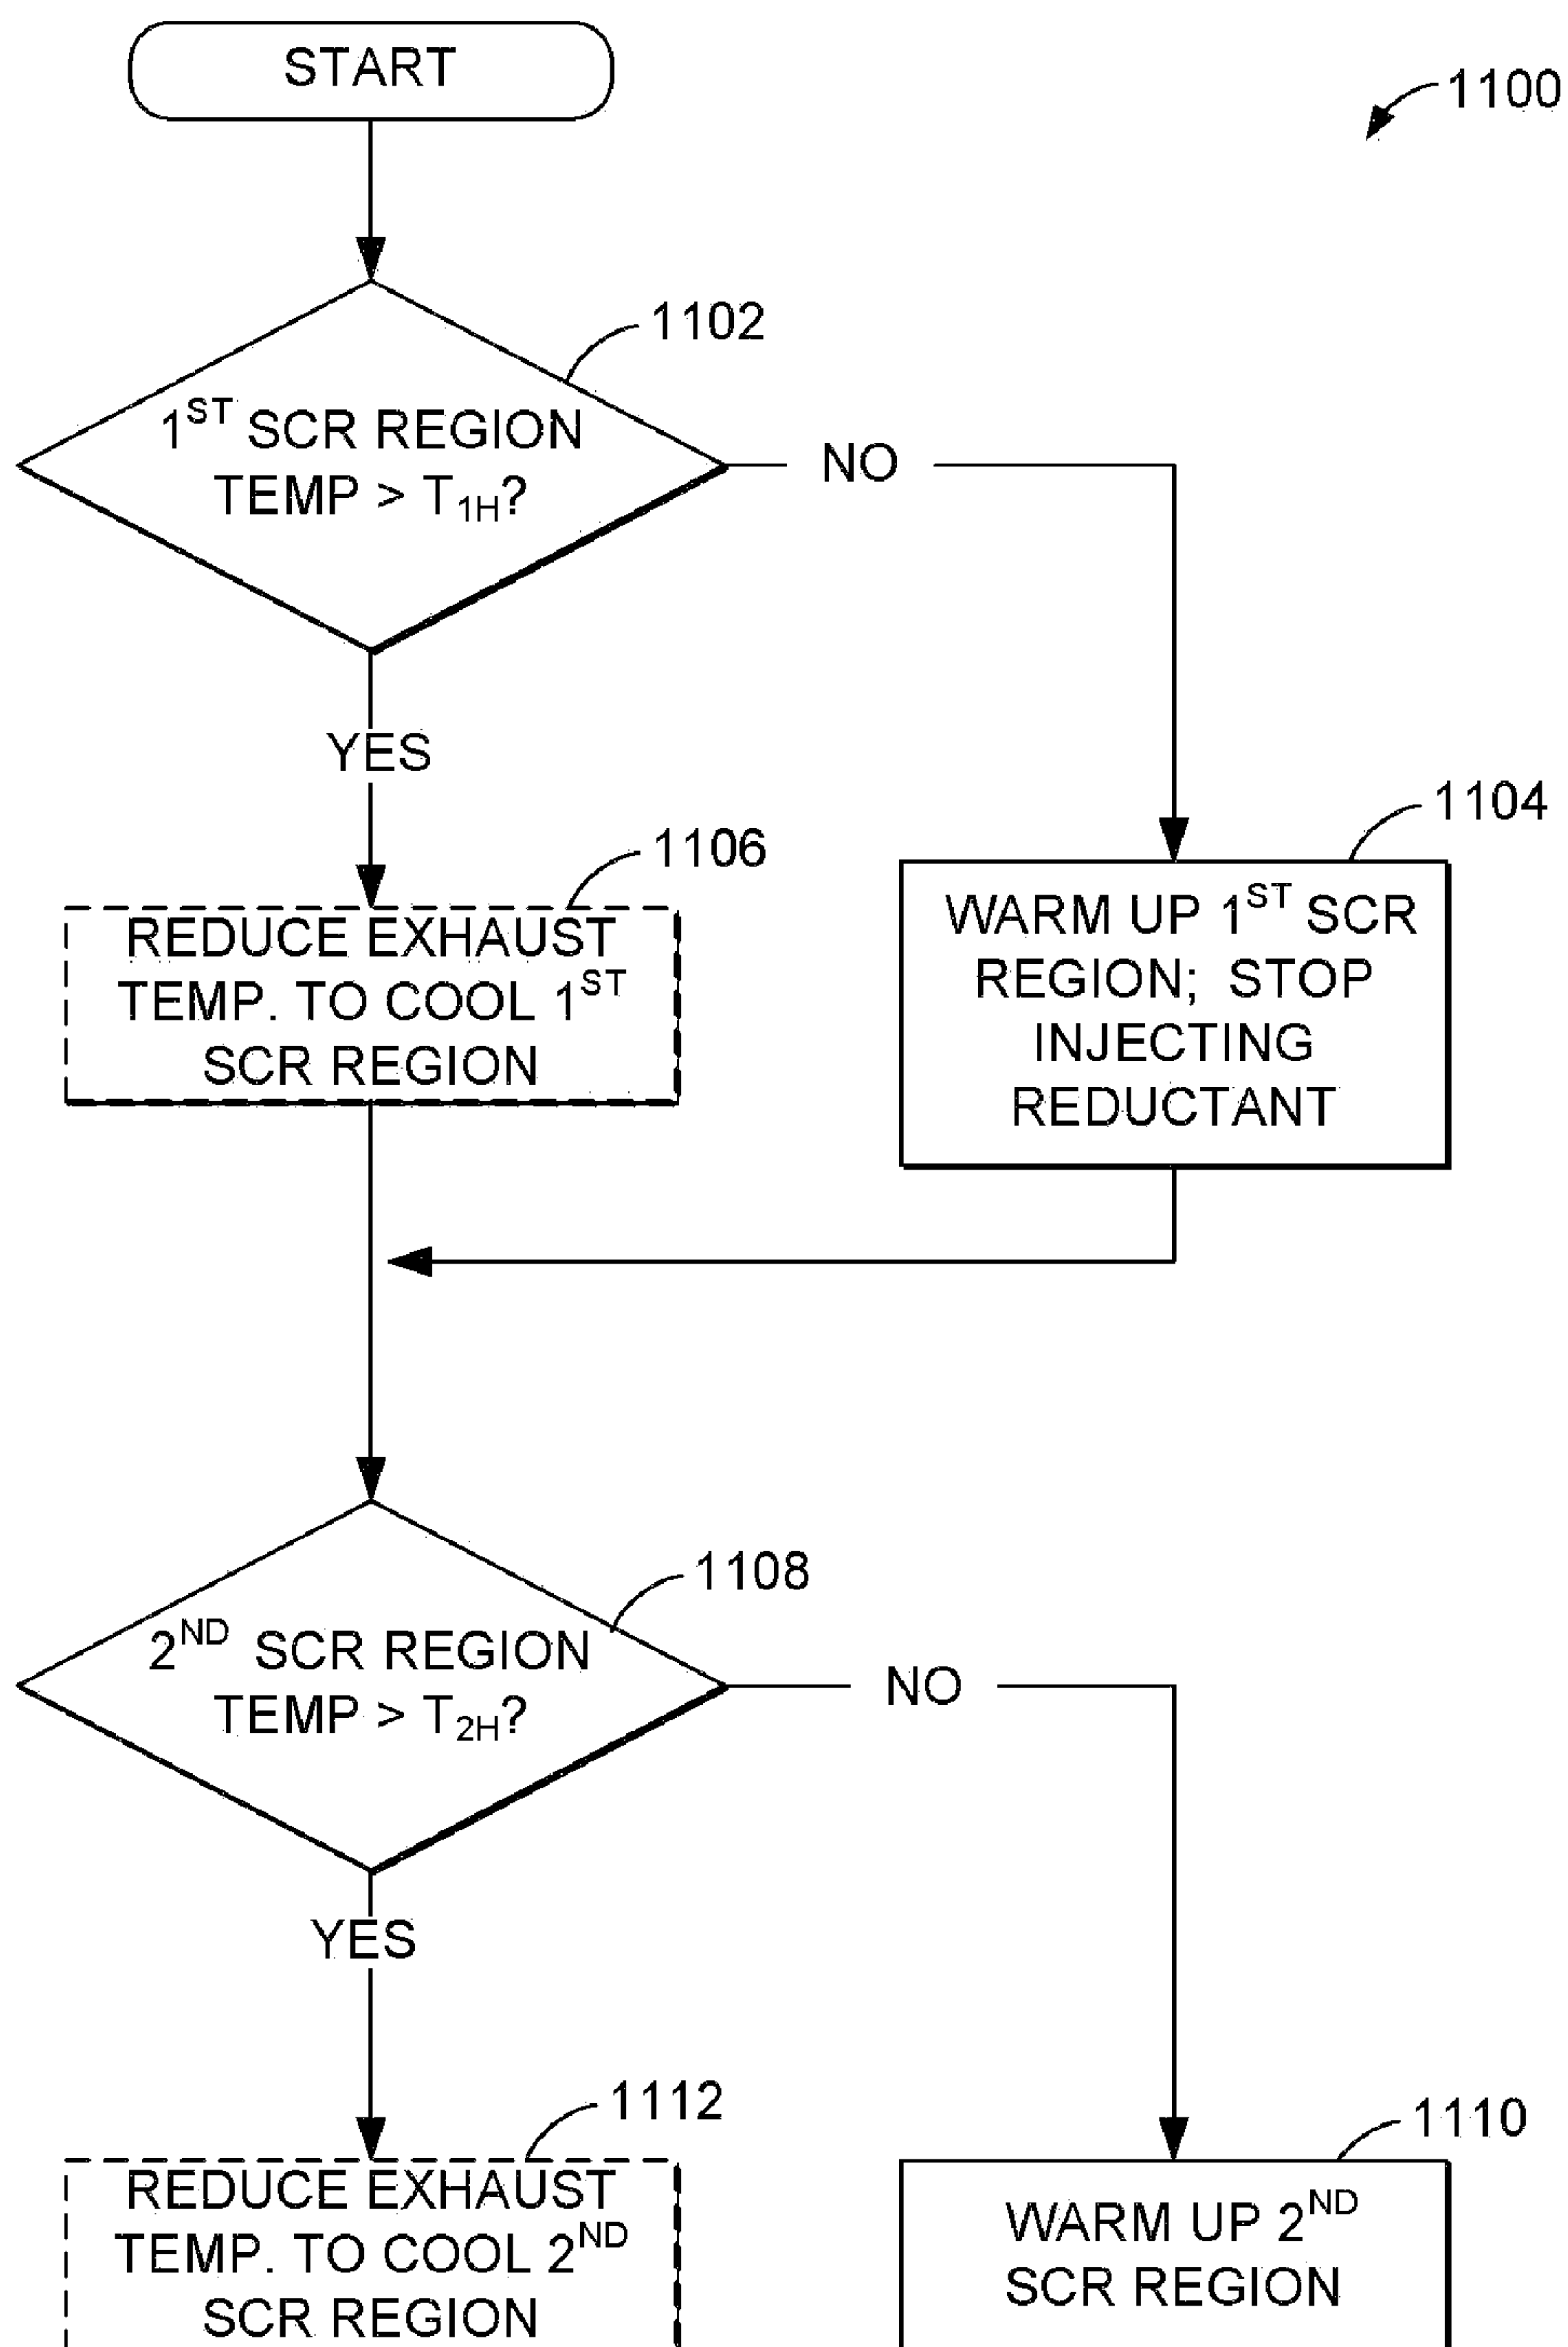 START
1100
1102
1ST SCR REGION
TEMP > T1H?
NO
YES
1104
1106
WARM UP 1ST SCR
REGION; STOP
INJECTING
REDUCTANT
REDUCE EXHAUST
TEMP. TO COOL 1ST
SCR REGION
1108
2ND SCR REGION
TEMP > T2H?
NO
YES
1112
1110
REDUCE EXHAUST
TEMP. TO COOL 2ND
SCR REGION
WARM UP 2ND
SCR REGION